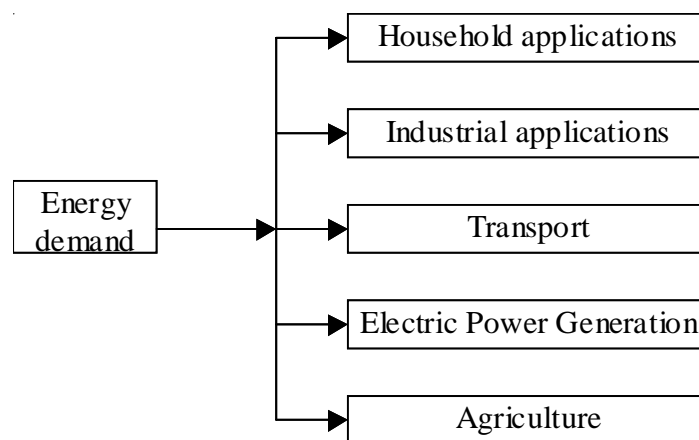 Household applications
Industrial applications
Energy
demand
Transport
Electric Power Generation
Agriculture